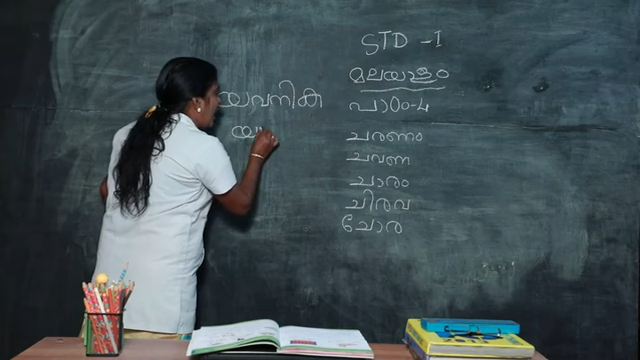 STD - I
മലയാളം
പാഠം-4
ചരണം
ചവണ
ചാരം
ചിരവ
ചോര
യവനിക
യ